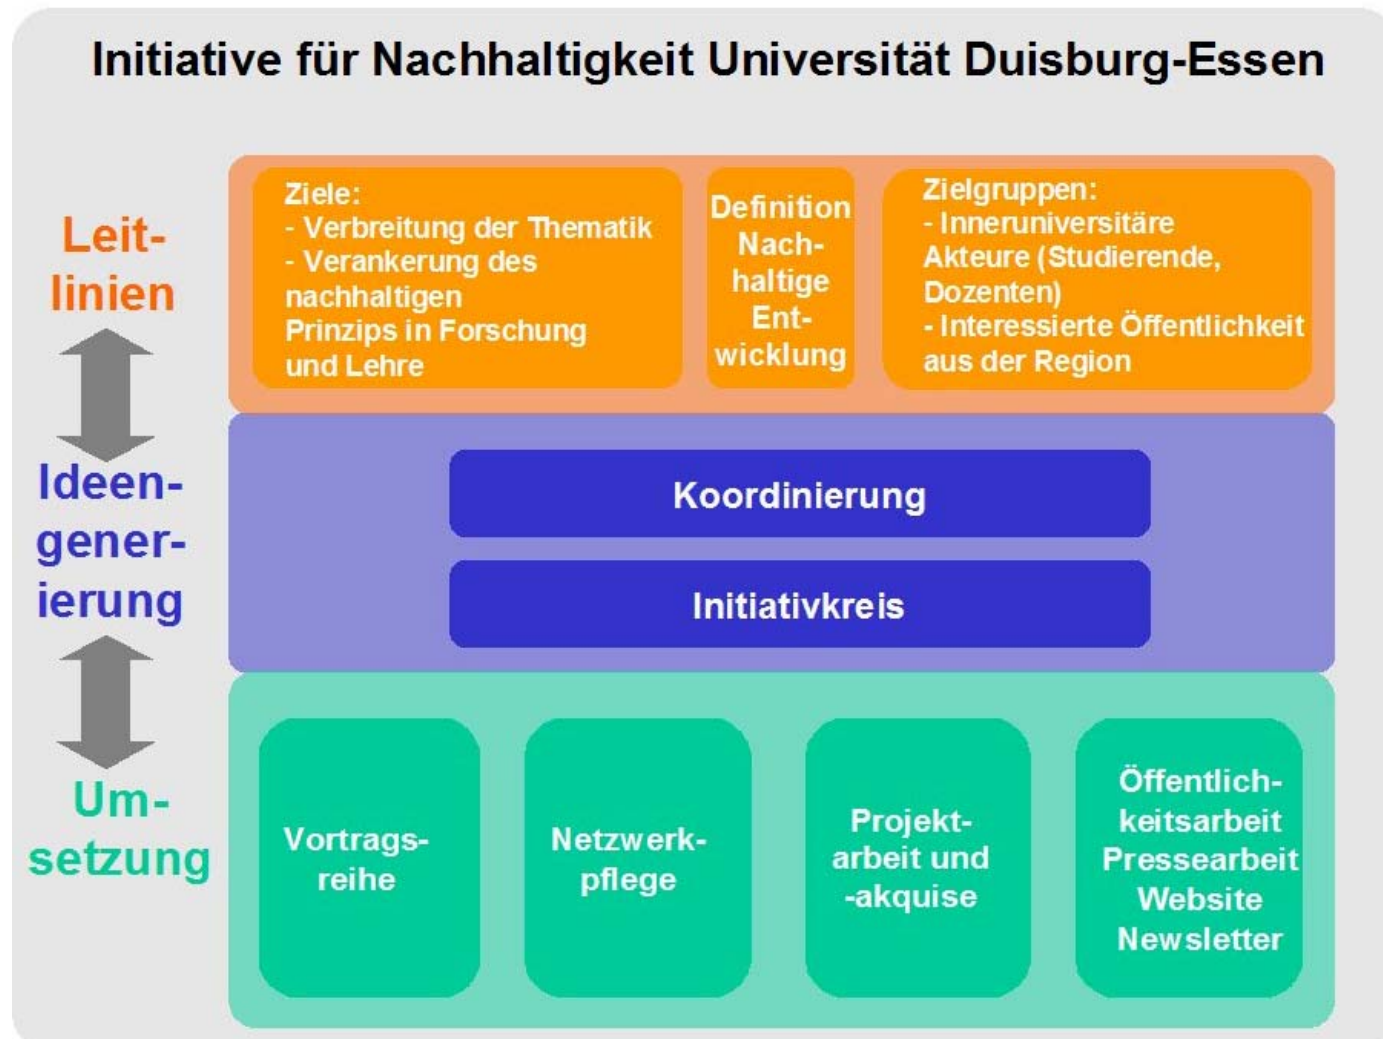 Initiative für Nachhaltigkeit Universität Duisburg-Essen
Leit-
linien
Ziele:
- Verbreitung der Thematik
- Verankerung des
nachhaltigen
Prinzips in Forschung
und Lehre
Definition
Nach-
haltige
Ent-
wicklung
Zielgruppen:
- Inneruniversitäre
Akteure (Studierende,
Dozenten)
- Interessierte Öffentlichkeit
aus der Region
Ideen-
gener-
ierung
Koordinierung
Initiativkreis
Um-
setzung
Vortrags-
reihe
Netzwerk-
pflege
Projekt-
arbeit und
-akquise
Öffentlich-
keitsarbeit
Pressearbeit
Website
Newsletter